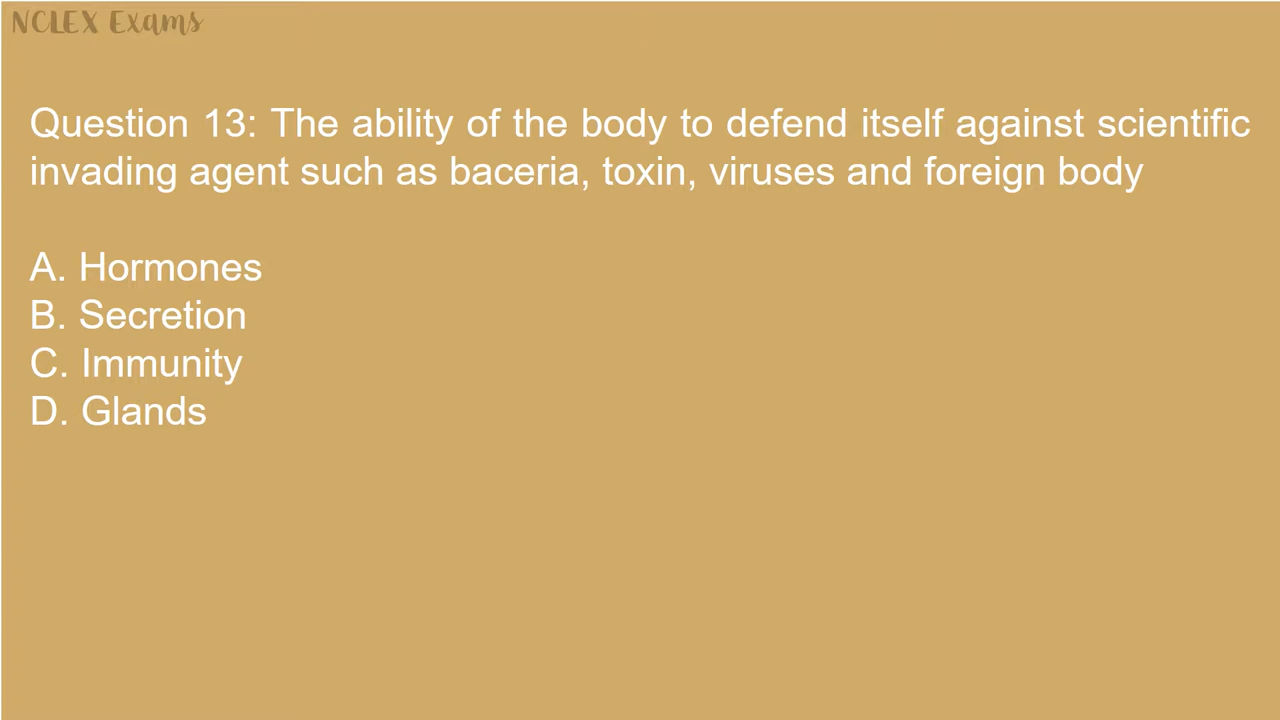 NCLEX Exams
Question 13: The ability of the body to defend itself against scientific
invading agent such as baceria, toxin, viruses and foreign body
A. Hormones
B. Secretion
C. Immunity
D. Glands